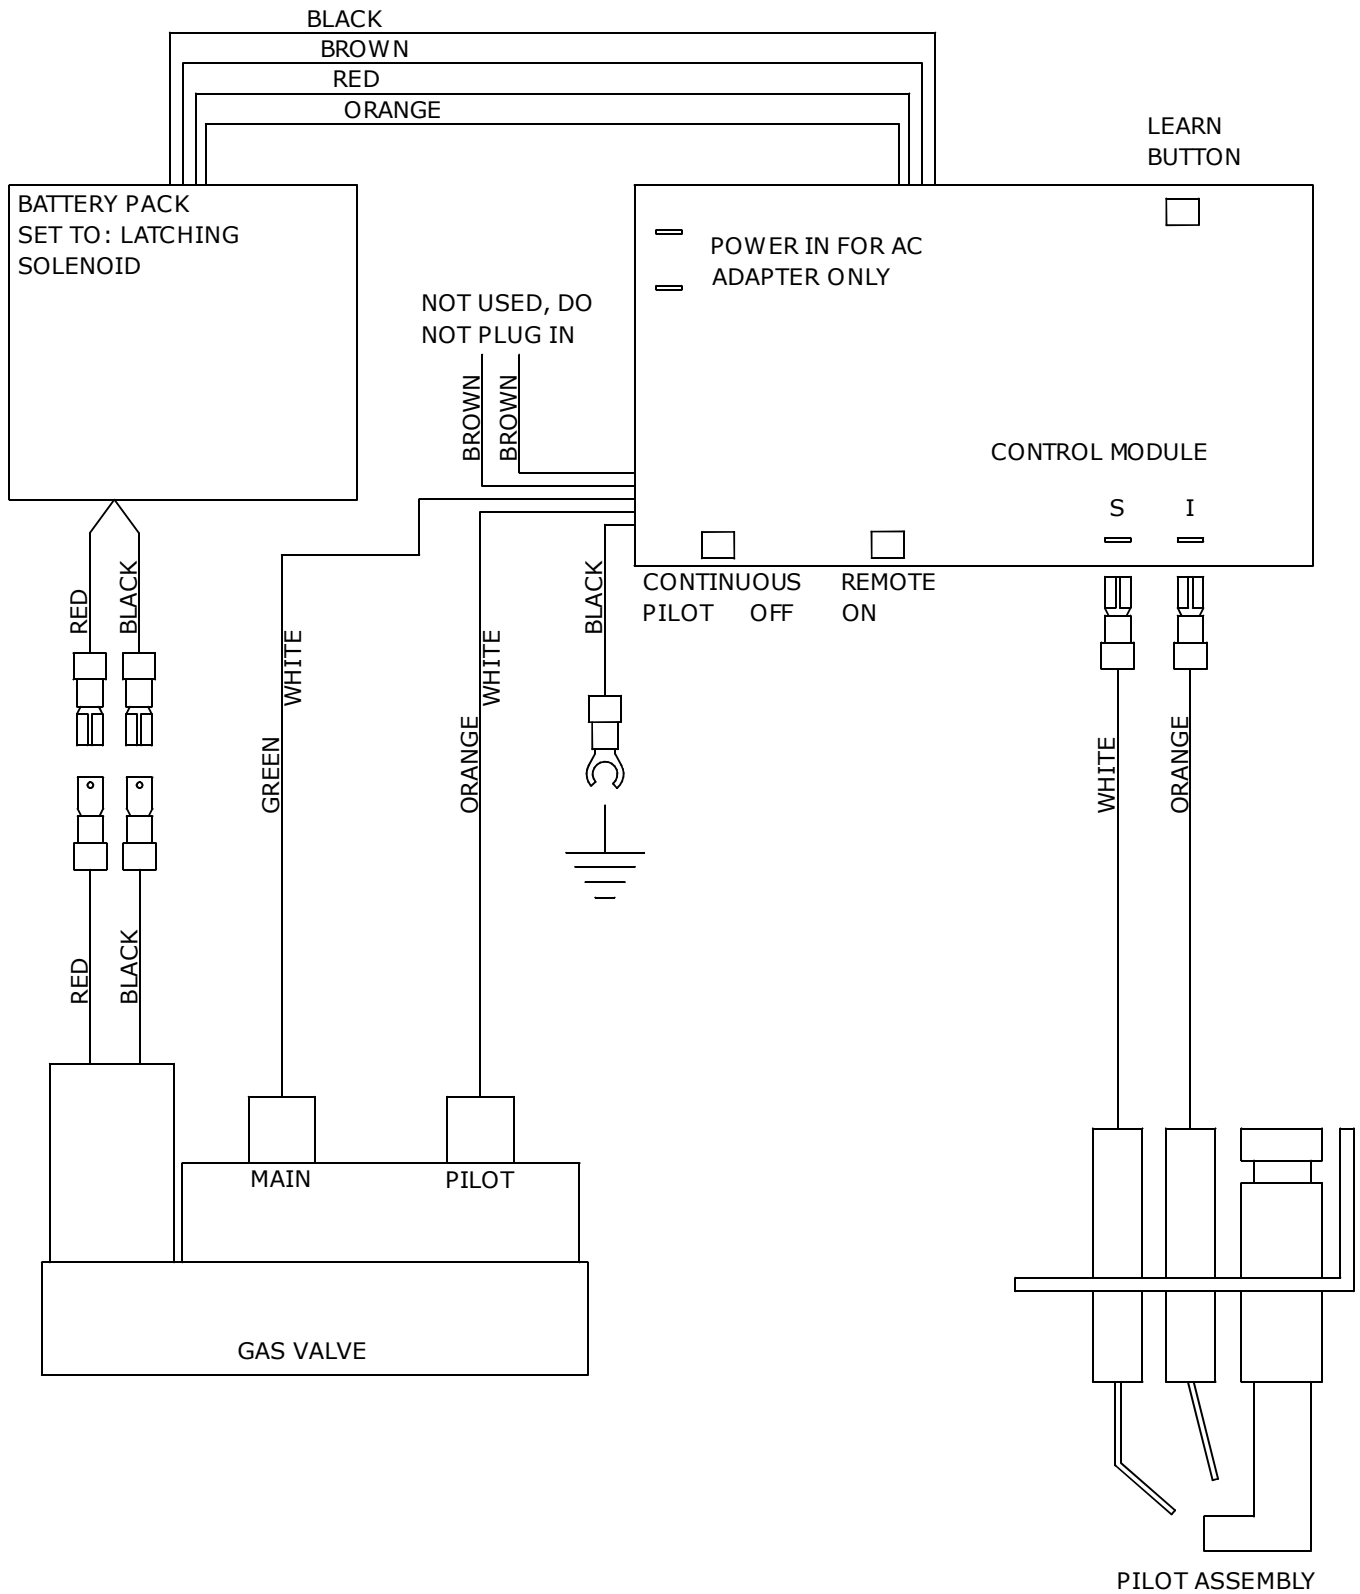 BLACK
BROWN
RED
ORANGE
LEARN
BUTTON
BATTERY PACK
SET TO: LATCHING
SOLENOID
POWER IN FOR AC
ADAPTER ONLY
NOT USED, DO
NOT PLUG IN
BROWN
BROWN
CONTROL MODULE
S
I
CONTINUOUS
PILOT OFF
REMOTE
ON
RED
BLACK
WHITE
GREEN
WHITE
ORANGE
BLACK
WHITE
ORANGE
RED
BLACK
MAIN
PILOT
GAS VALVE
PILOT ASSEMBLY